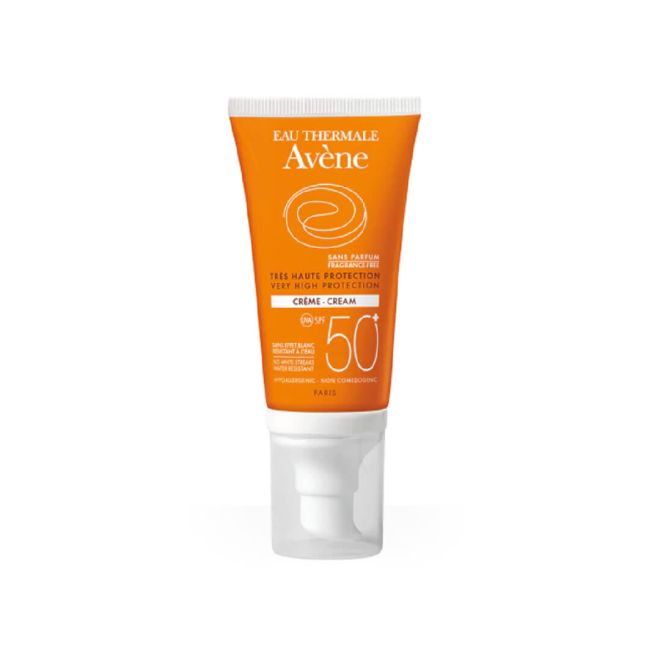 EAU THERMALE
Avène
SANS PARFUM
FRAGRANCE FREE
TRÈS HAUTE PROTECTION
VERY HIGH PROTECTION
CRÈME - CREAM
UVA SPF 50+
SANS EFFET BLANC
RÉSISTANT À L'EAU
NO WHITE STREAKS
WATER RESISTANT
HYPOALLERGENIC - NON COMEDOGENIC
PARIS